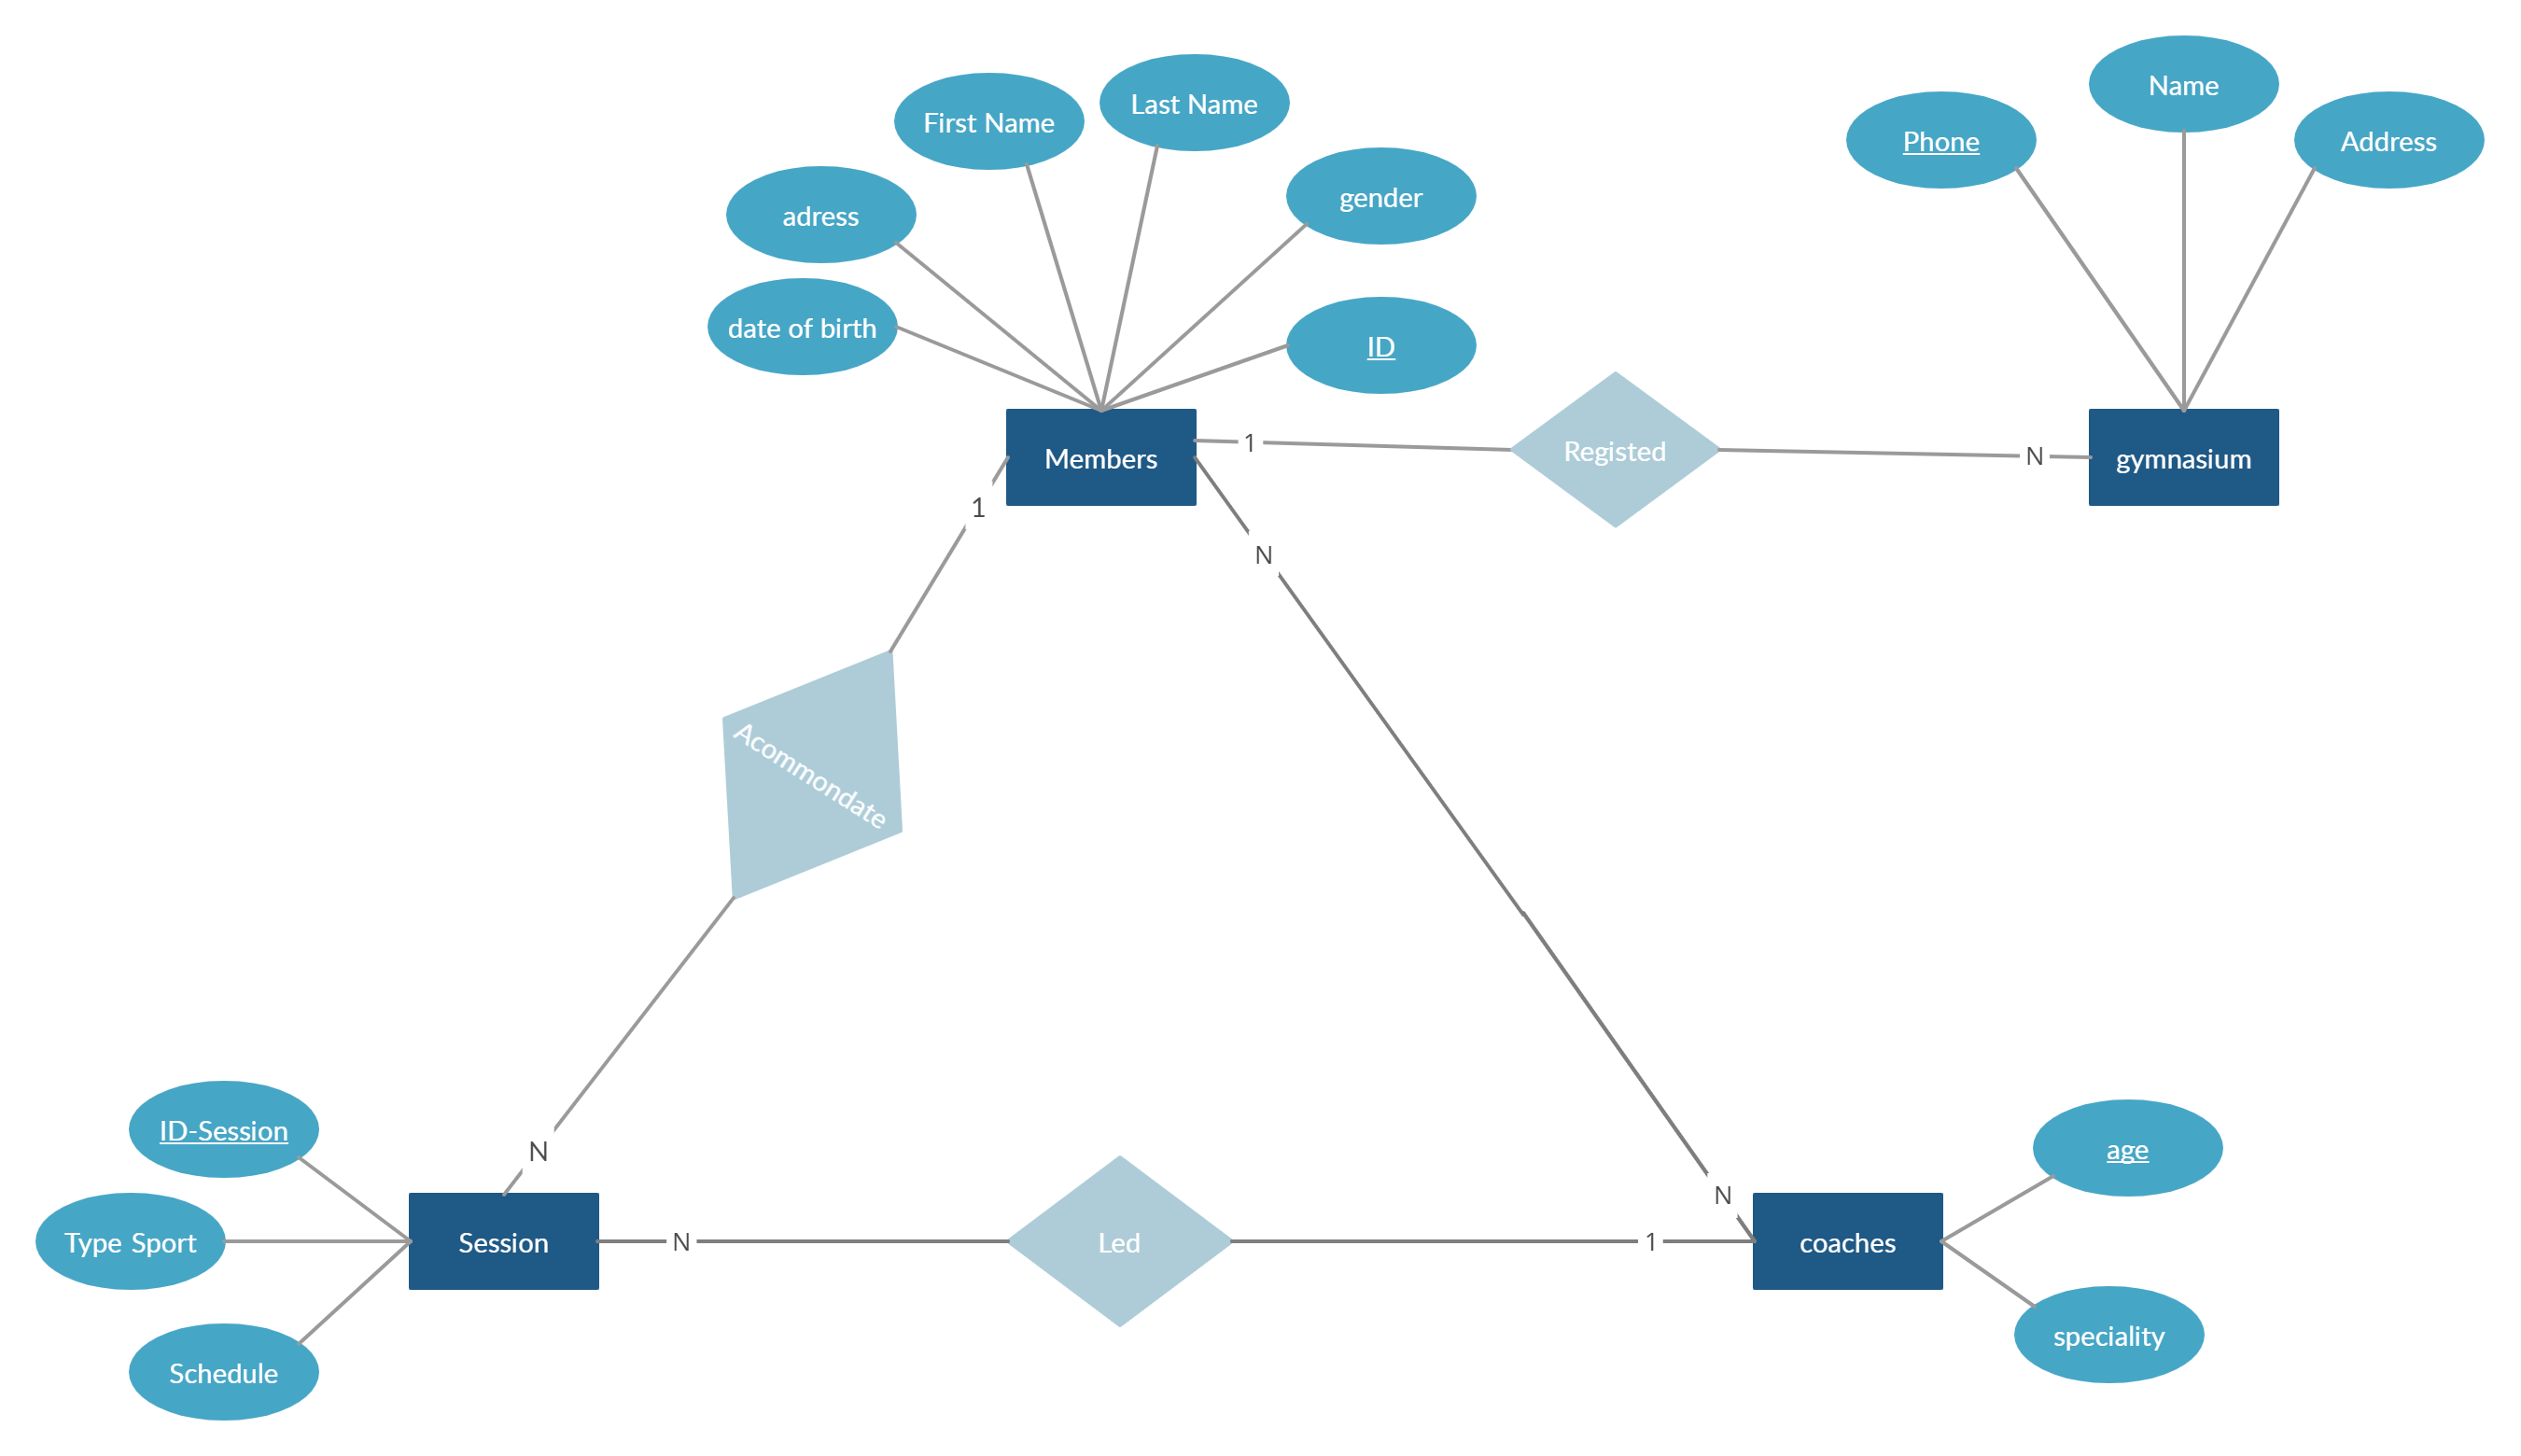 Name
Last Name
First Name
Phone
Address
gender
adress
date of birth
ID
1
Registed
N
gymnasium
Members
1
N
Acommondate
ID-Session
N
age
N
Type Sport
Session
N
Led
1
coaches
speciality
Schedule